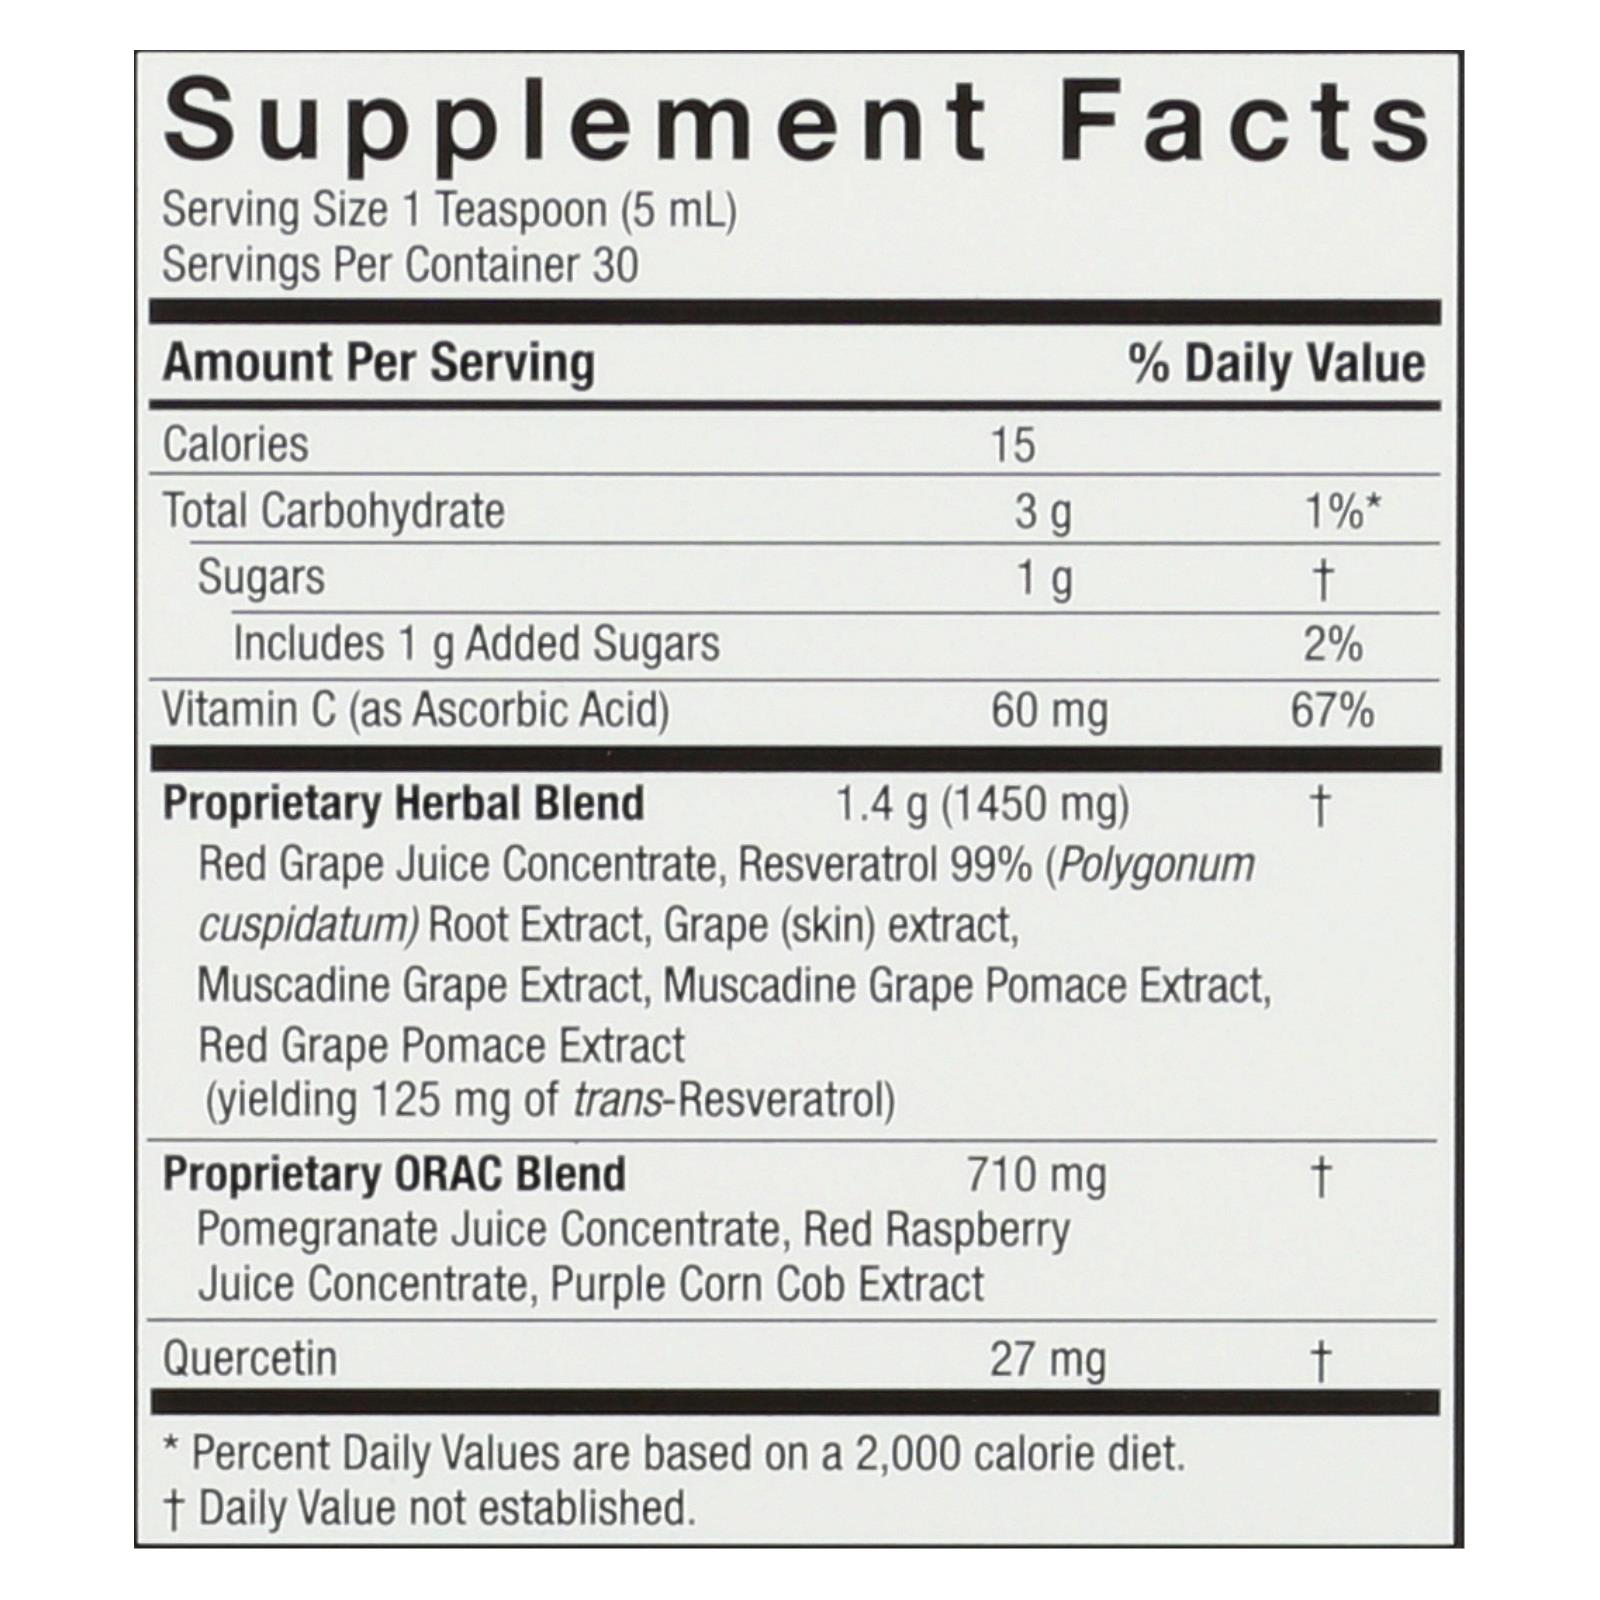 Supplement Facts
Serving Size 1 Teaspoon (5 mL)
Servings Per Container 30
Amount Per Serving % Daily Value
Calories 15
Total Carbohydrate 3 g 1%*
Sugars 1 g †
Includes 1 g Added Sugars 2%
Vitamin C (as Ascorbic Acid) 60 mg 67%
Proprietary Herbal Blend 1.4 g (1450 mg) †
Red Grape Juice Concentrate, Resveratrol 99% (Polygonum
cuspidatum) Root Extract, Grape (skin) extract,
Muscadine Grape Extract, Muscadine Grape Pomace Extract,
Red Grape Pomace Extract
(yielding 125 mg of trans-Resveratrol)
Proprietary ORAC Blend 710 mg †
Pomegranate Juice Concentrate, Red Raspberry
Juice Concentrate, Purple Corn Cob Extract
Quercetin 27 mg †
* Percent Daily Values are based on a 2,000 calorie diet.
† Daily Value not established.